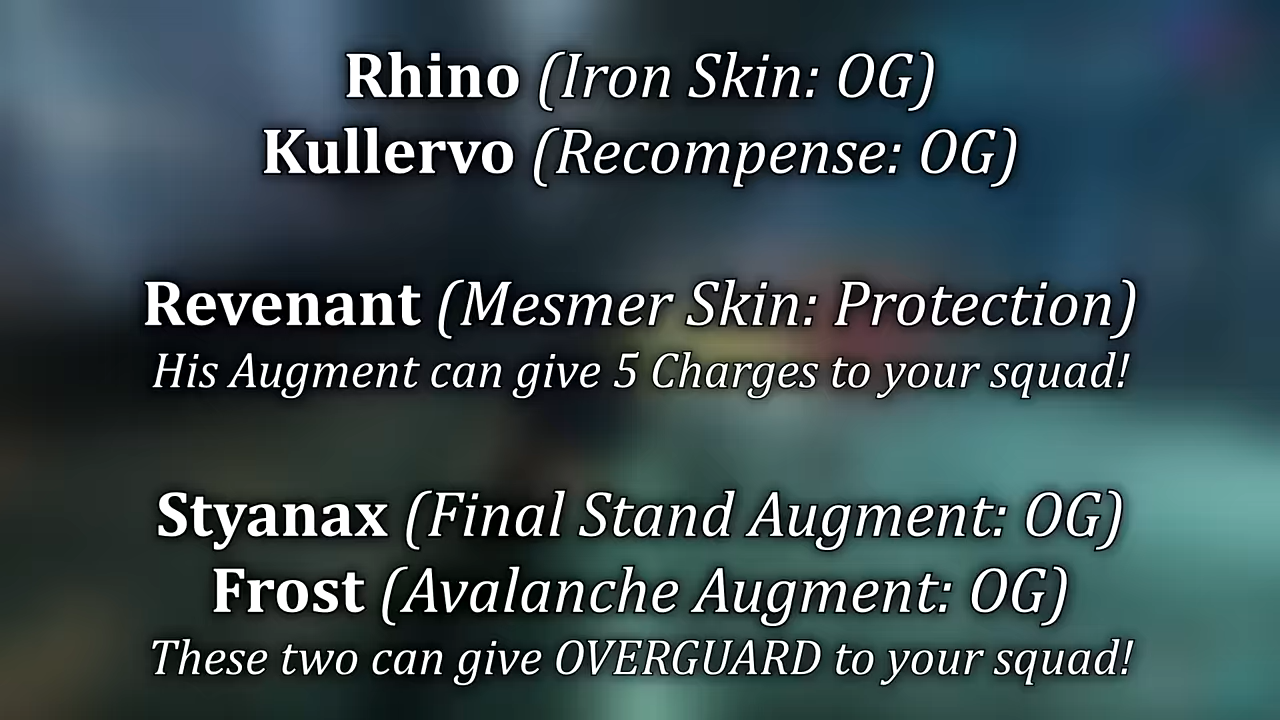 Rhino (Iron Skin: OG)
Kullervo (Recompense: OG)
Revenant (Mesmer Skin: Protection)
His Augment can give 5 Charges to your squad!
Styanax (Final Stand Augment: OG)
Frost (Avalanche Augment: OG)
These two can give OVERGUARD to your squad!